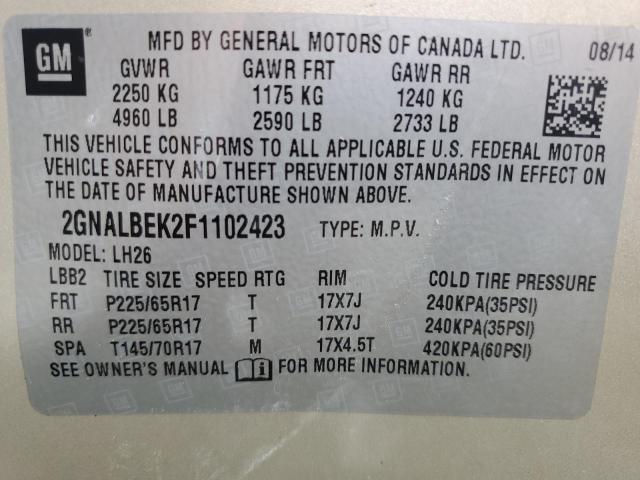 GM MFD BY GENERAL MOTORS OF CANADA LTD. 08/14
GVWR GAWR FRT GAWR RR
2250 KG 1175 KG 1240 KG
4960 LB 2590 LB 2733 LB
THIS VEHICLE CONFORMS TO ALL APPLICABLE U.S. FEDERAL MOTOR
VEHICLE SAFETY AND THEFT PREVENTION STANDARDS IN EFFECT ON
THE DATE OF MANUFACTURE SHOWN ABOVE.
2GNALBEK2F1102423 TYPE: M.P.V.
MODEL: LH26
LBB2 TIRE SIZE SPEED RTG RIM COLD TIRE PRESSURE
FRT P225/65R17 T 17X7J 240KPA(35PSI)
RR P225/65R17 T 17X7J 240KPA(35PSI)
SPA T145/70R17 M 17X4.5T 420KPA(60PSI)
SEE OWNER'S MANUAL FOR MORE INFORMATION.